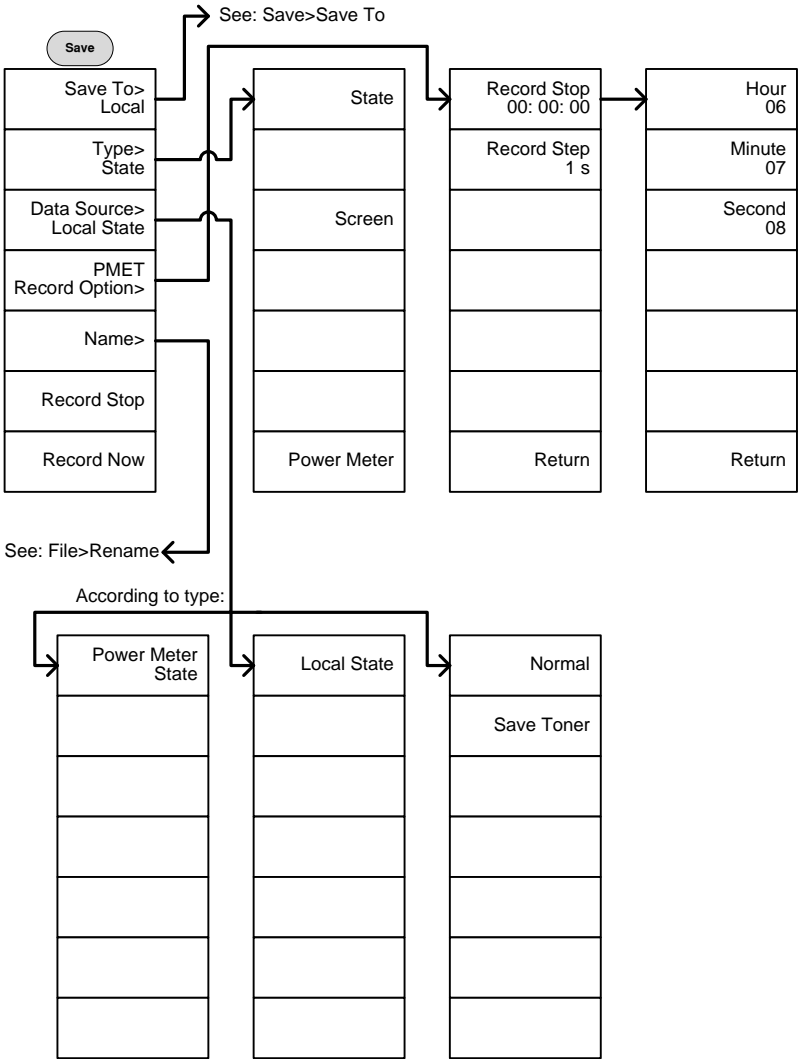 See: Save>Save To
Save
Save To>
Local
Type>
State
Data Source>
Local State
PMET
Record Option>
Name>
Record Stop
Record Now
State
Screen
Power Meter
Record Stop
00: 00: 00
Record Step
1 s
Return
Hour
06
Minute
07
Second
08
Return
See: File>Rename
According to type:
Power Meter
State
Local State
Normal
Save Toner